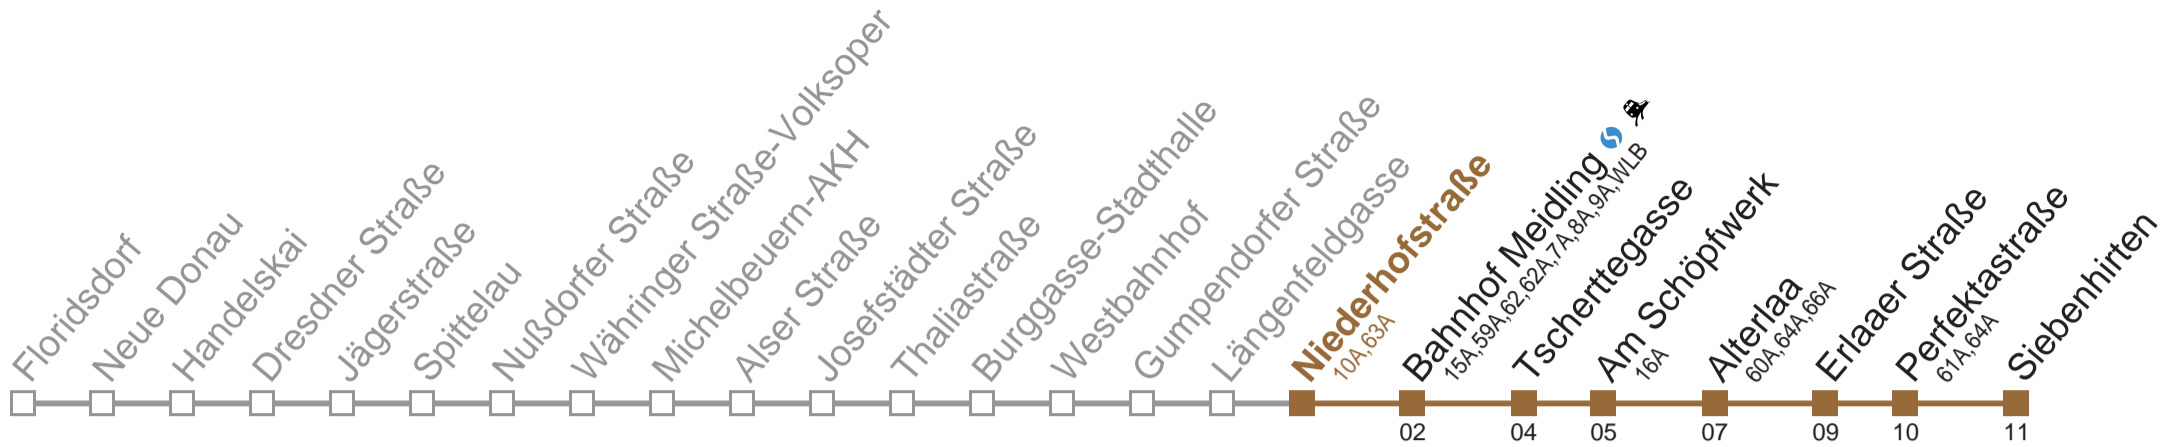 Floridsdorf
Neue Donau
Handelskai
Dresdner Straße
Jägerstraße
Spittelau
Nußdorfer Straße
Währinger Straße-Volksoper
Michelbeuern-AKH
Alser Straße
Josefstädter Straße
Thaliastraße
Burggasse-Stadthalle
Westbahnhof
Gumpendorfer Straße
Längenfeldgasse
Niederhofstraße
10A,63A
Bahnhof Meidling
15A,59A,62,62A,7A,8A,9A,WLB
Tscherttegasse
Am Schöpfwerk
16A
Alterlaa
60A,64A,66A
Erlaaer Straße
Perfektastraße
61A,64A
Siebenhirten
02 04 05 07 09 10 11